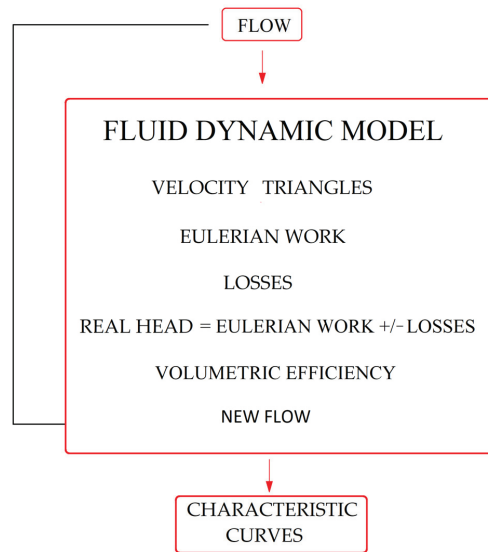 FLOW
FLUID DYNAMIC MODEL
VELOCITY TRIANGLES
EULERIAN WORK
LOSSES
REAL HEAD = EULERIAN WORK +/- LOSSES
VOLUMETRIC EFFICIENCY
NEW FLOW
CHARACTERISTIC
CURVES